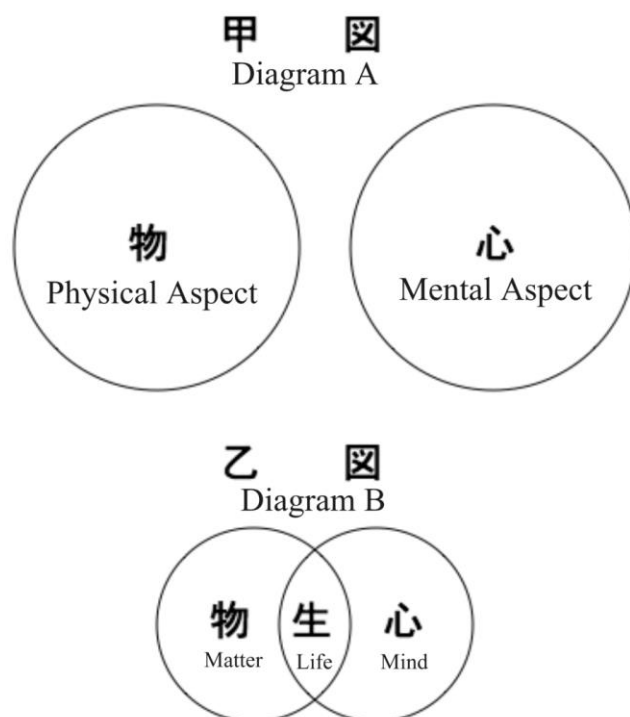 甲 図
Diagram A
物 心
Physical Aspect Mental Aspect
乙 図
Diagram B
物 生 心
Matter Life Mind